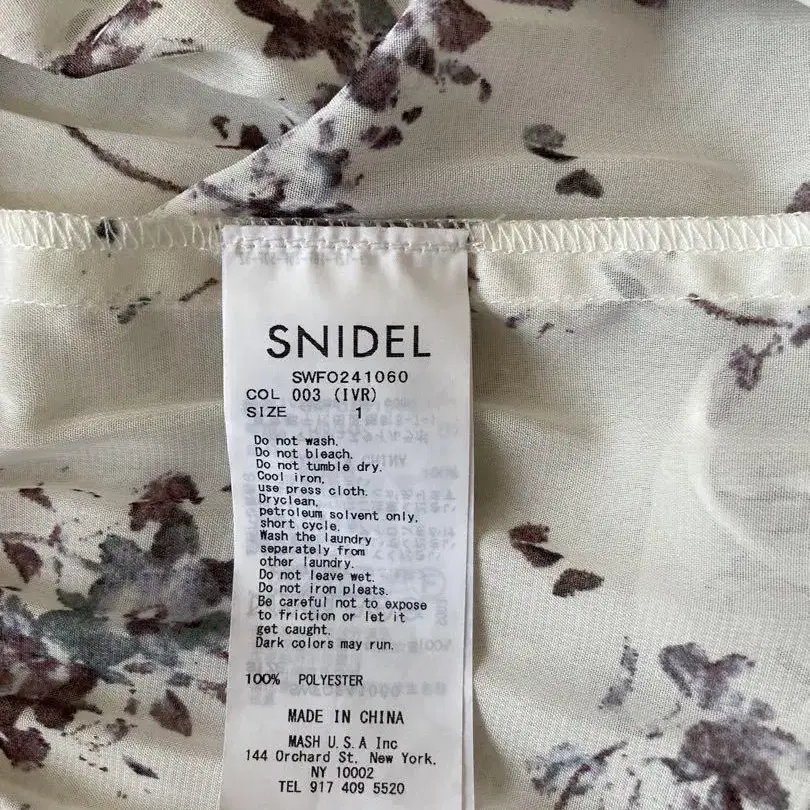 SNIDEL
SWFO241060
COL 003 (IVR)
SIZE 1
Do not wash.
Do not bleach.
Do not tumble dry.
Cool iron.
use press cloth.
Dryclean,
petroleum solvent only,
short cycle.
Wash the laundry
separately from
other laundry.
Do not leave wet.
Do not iron pleats.
Be careful not to expose
to friction or let it
get caught.
Dark colors may run.
100% POLYESTER
MADE IN CHINA
MASH U.S.A Inc
144 Orchard St. New York,
NY 10002
TEL 917 409 5520